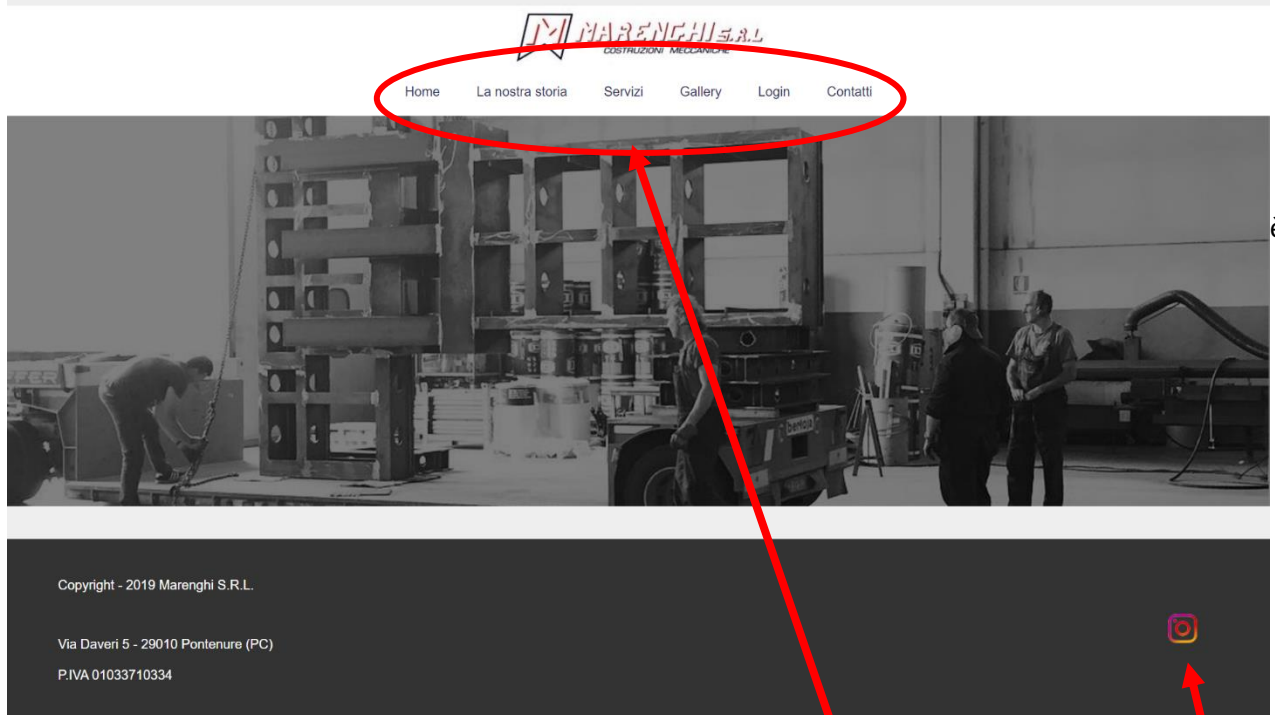 MARENGHI S.R.L
COSTRUZIONI MECCANICHE
Home La nostra storia Servizi Gallery Login Contatti
bertoja
Copyright - 2019 Marenghi S.R.L.
Via Daveri 5 - 29010 Pontenure (PC)
P.IVA 01033710334